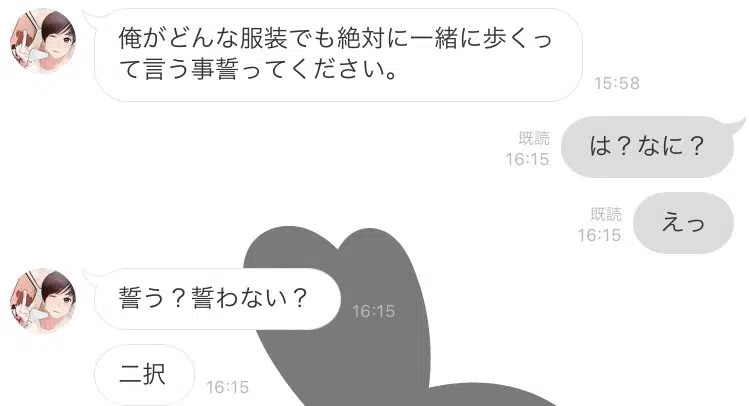 俺がどんな服装でも絶対に一緒に歩くっ
て言う事誓ってください。
15:58
既読
16:15
は？なに？
既読
16:15
えっ
誓う？誓わない？
16:15
二択
16:15